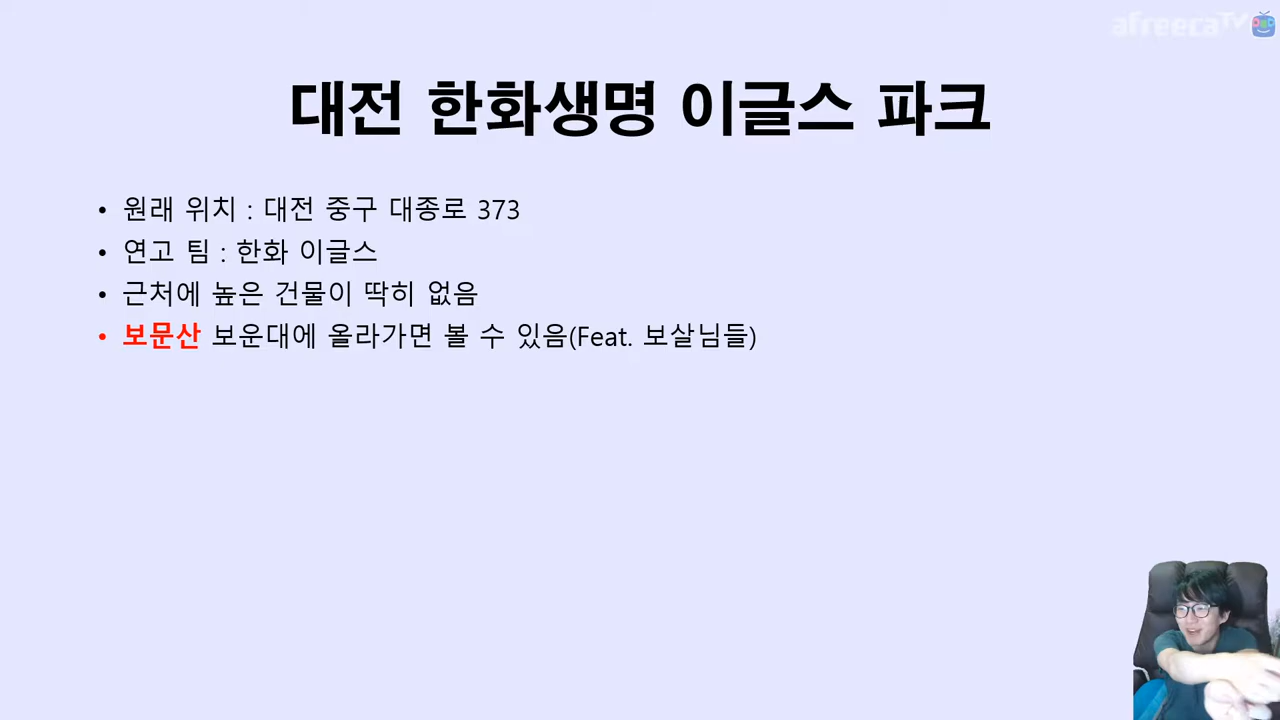 afreecaTV
대전 한화생명 이글스 파크
• 원래 위치 : 대전 중구 대종로 373
• 연고 팀 : 한화 이글스
• 근처에 높은 건물이 딱히 없음
• 보문산 보운대에 올라가면 볼 수 있음(Feat. 보살님들)